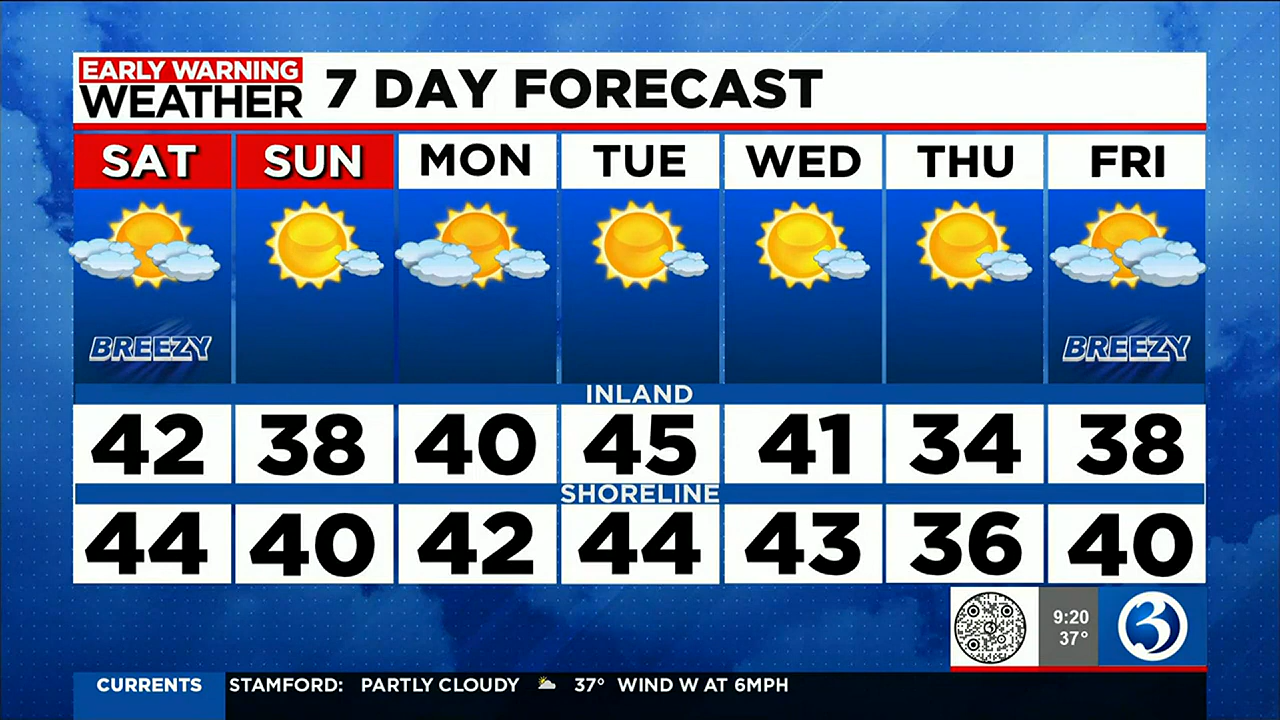 EARLY WARNING
WEATHER
7 DAY FORECAST
SAT SUN MON TUE WED THU FRI
BREEZY BREEZY
INLAND
42 38 40 45 41 34 38
SHORELINE
44 40 42 44 43 36 40
9:20
37°
3
CURRENTS STAMFORD: PARTLY CLOUDY 37° WIND W AT 6MPH